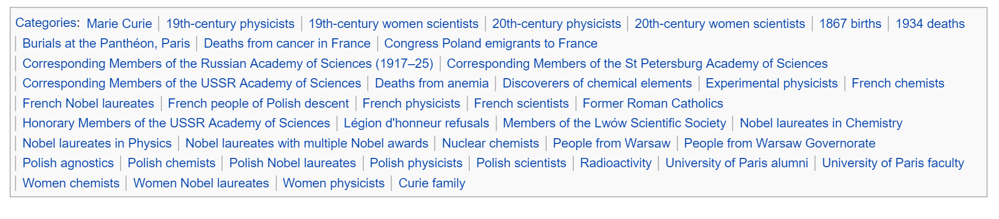 Categories: Marie Curie | 19th-century physicists | 19th-century women scientists | 20th-century physicists | 20th-century women scientists | 1867 births | 1934 deaths
| Burials at the Panthéon, Paris | Deaths from cancer in France | Congress Poland emigrants to France
| Corresponding Members of the Russian Academy of Sciences (1917–25) | Corresponding Members of the St Petersburg Academy of Sciences
| Corresponding Members of the USSR Academy of Sciences | Deaths from anemia | Discoverers of chemical elements | Experimental physicists | French chemists
| French Nobel laureates | French people of Polish descent | French physicists | French scientists | Former Roman Catholics
| Honorary Members of the USSR Academy of Sciences | Légion d'honneur refusals | Members of the Lwów Scientific Society | Nobel laureates in Chemistry
| Nobel laureates in Physics | Nobel laureates with multiple Nobel awards | Nuclear chemists | People from Warsaw | People from Warsaw Governorate
| Polish agnostics | Polish chemists | Polish Nobel laureates | Polish physicists | Polish scientists | Radioactivity | University of Paris alumni | University of Paris faculty
| Women chemists | Women Nobel laureates | Women physicists | Curie family